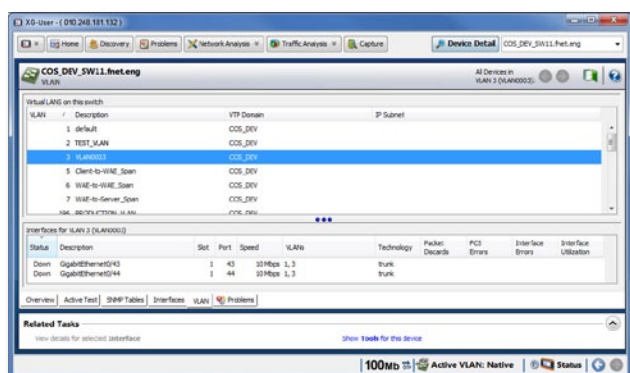 XG-User - ( 010.248.181.132 )
Home Discovery Problems Network Analysis Traffic Analysis Capture Device Detail COS_DEV_SW11.fnet.eng
COS_DEV_SW11.fnet.eng
VLAN
All Devices in
VLAN 3 (VLAN0003):
Virtual LANS on this switch
VLAN / Description VTP Domain IP Subnet
1 default COS_DEV
2 TEST_VLAN COS_DEV
3 VLAN0003 COS_DEV
5 Client-to-WAE_Span COS_DEV
6 WAE-to-WAE_Span COS_DEV
7 WAE-to-Server_Span COS_DEV
PRODUCTION_VLAN COS_DEV
Interfaces for VLAN 3 (VLAN0003)
Status Description Slot Port Speed VLANs Technology Packet Discards FCS Errors Interface Errors Interface Utilization
Down GigabitEthernet0/43 1 43 10 Mbps 1, 3 trunk
Down GigabitEthernet0/44 1 44 10 Mbps 1, 3 trunk
Overview Active Test SNMP Tables Interfaces VLAN Problems
Related Tasks
View details for selected Interface Show Tools for this device
100Mb Active VLAN: Native Status